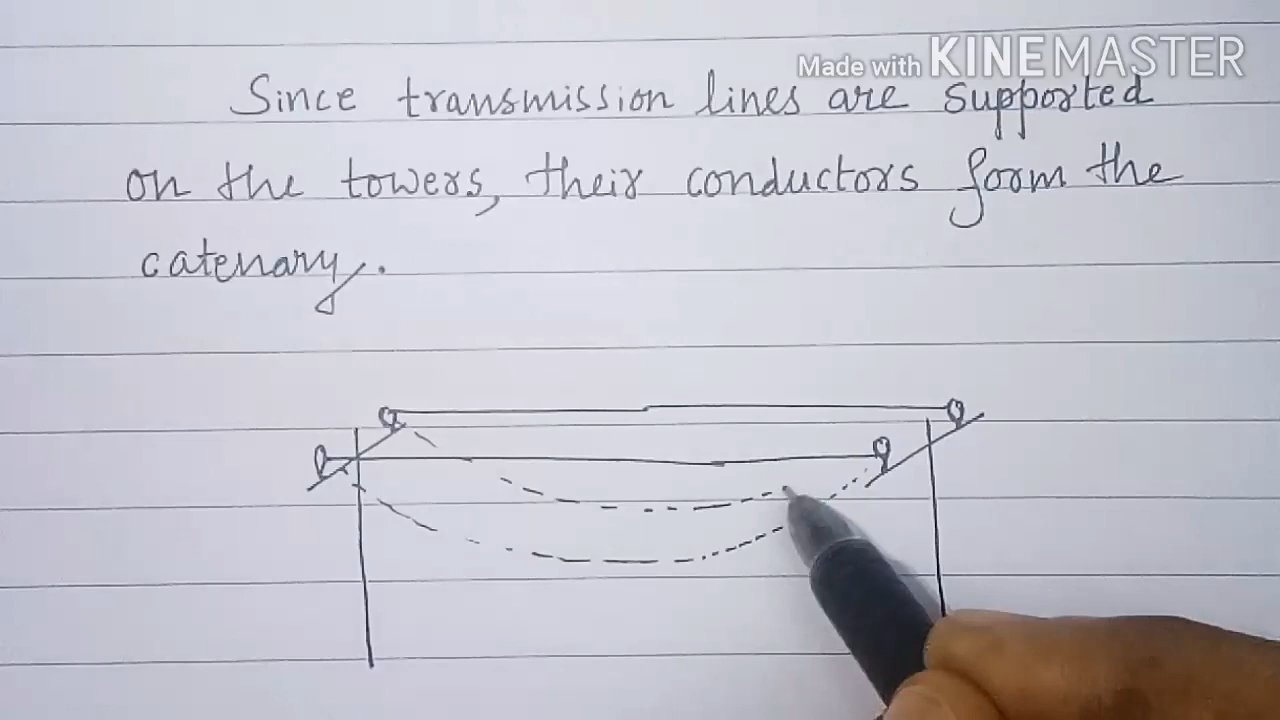 Made with KINEMASTER
Since transmission lines are supported
on the towers, their conductors form the
catenary.